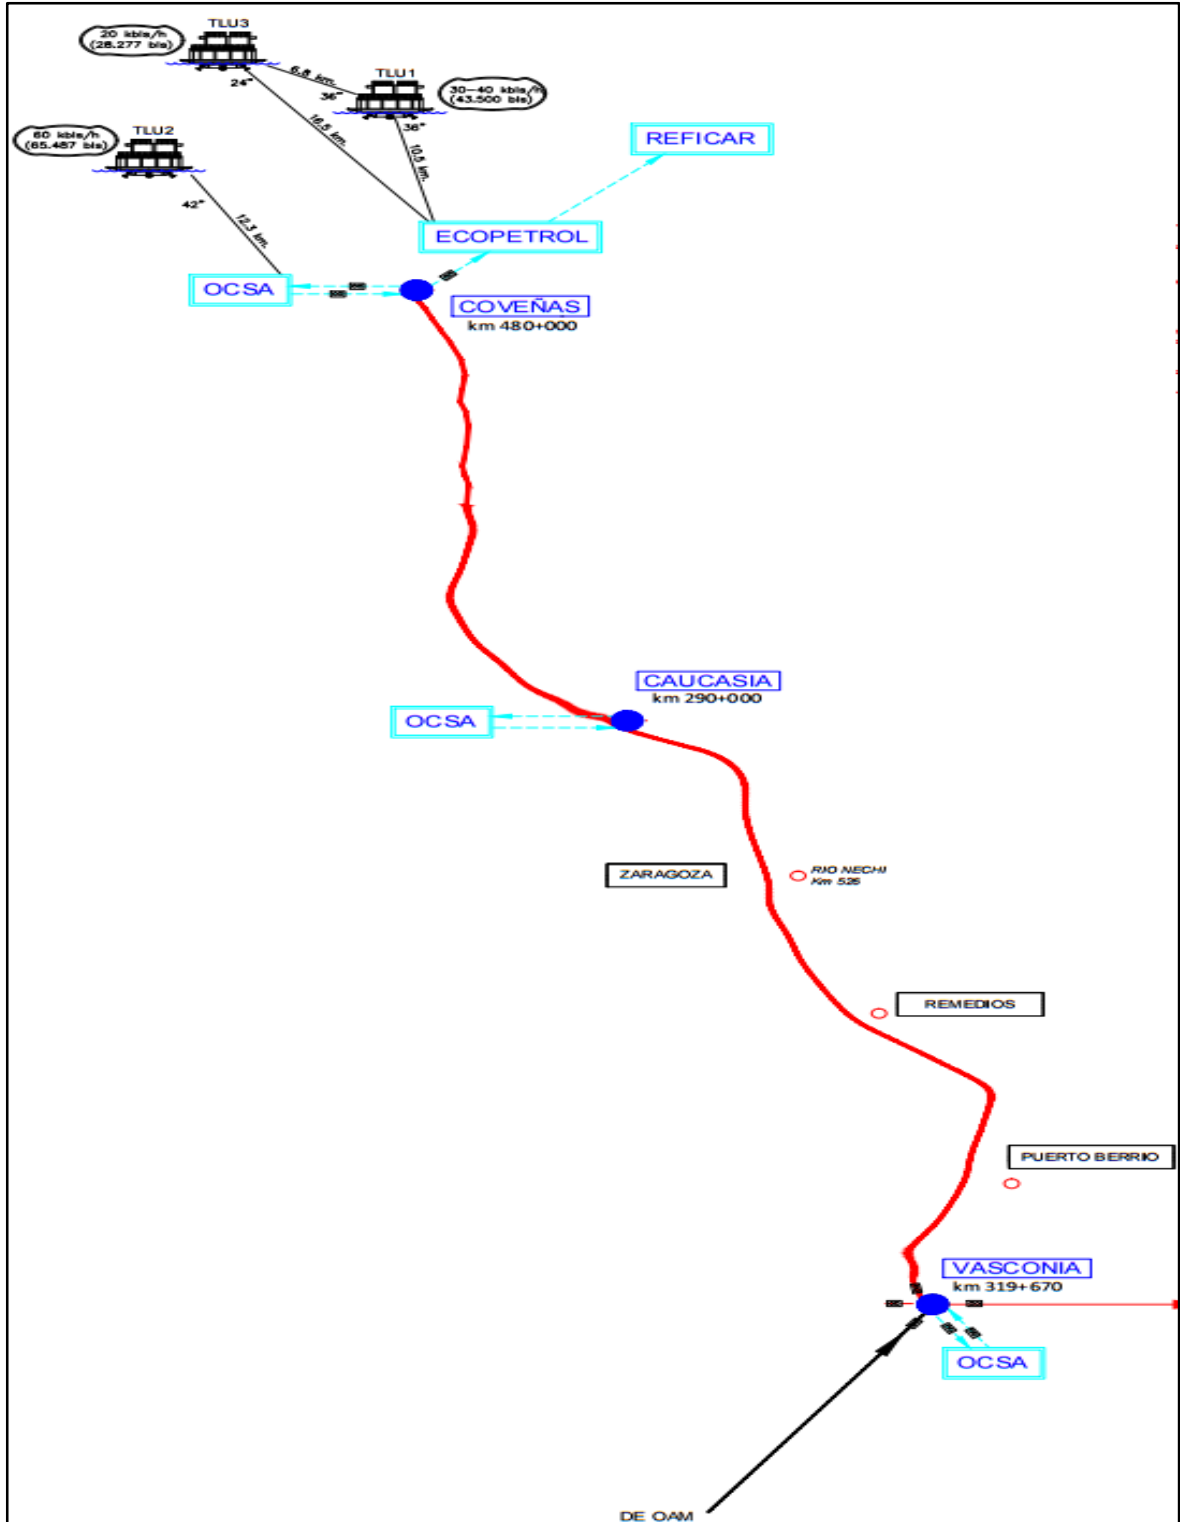 TLU3
20 kbls/h
(28.277 bls)
24"
6.8 km.
TLU1
36"
36"
30-40 kbls/h
(43.500 bls)
16.5 km.
10.5 km.
60 kbls/h
(65.487 bls)
TLU2
42"
12.3 km.
REFICAR
ECOPETROL
OCSA
COVEÑAS
km 480+000
CAUCASIA
km 290+000
OCSA
ZARAGOZA
RIO NECHI
Km 526
REMEDIOS
PUERTO BERRIO
VASCONIA
km 319+670
OCSA
DE OAM